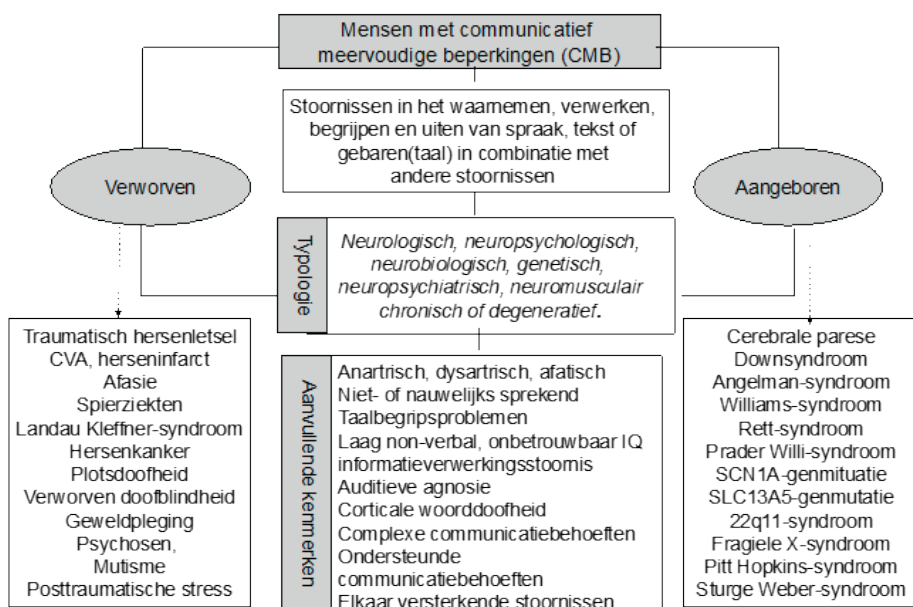 Mensen met communicatief
meervoudige beperkingen (CMB)
Stoornissen in het waarnemen, verwerken,
begrijpen en uiten van spraak, tekst of
gebaren(taal) in combinatie met
andere stoornissen
Verworven
Aangeboren
Typologie
Neurologisch, neuropsychologisch,
neurobiologisch, genetisch,
neuropsychiatrisch, neuromusculair
chronisch of degeneratief.
Traumatisch hersenletsel
CVA, herseninfarct
Afasie
Spierziekten
Landau Kleffner-syndroom
Hersenkanker
Plotsdoofheid
Verworven doofblindheid
Geweldpleging
Psychosen,
Mutisme
Posttraumatische stress
Aanvullende kenmerken
Anartrisch, dysartrisch, afatisch
Niet- of nauwelijks sprekend
Taalbegripsproblemen
Laag non-verbal, onbetrouwbaar IQ
informatieverwerkingsstoornis
Auditieve agnosie
Corticale woorddoofheid
Complexe communicatiebehoeften
Ondersteunde
communicatiebehoeften
Elkaar versterkende stoornissen
Cerebrale parese
Downsyndroom
Angelman-syndroom
Williams-syndroom
Rett-syndroom
Prader Willi-syndroom
SCN1A-genmituatie
SLC13A5-genmutatie
22q11-syndroom
Fragiele X-syndroom
Pitt Hopkins-syndroom
Sturge Weber-syndroom